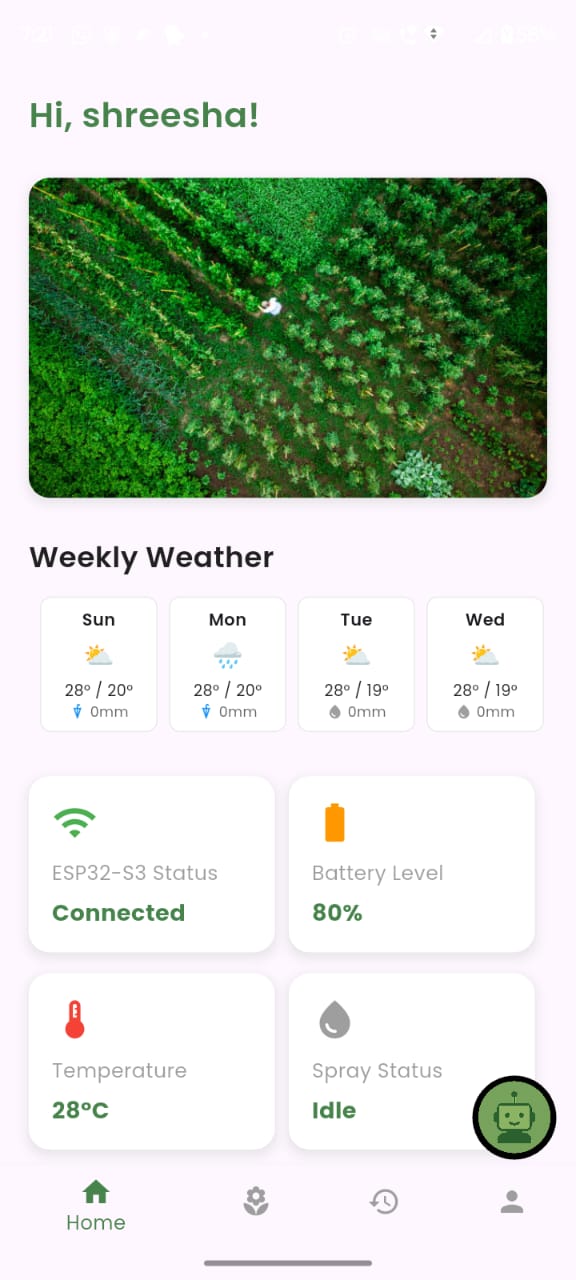 Hi, shreesha!
Weekly Weather
Sun Mon Tue Wed
28º / 20º 28º / 20º 28º / 19º 28º / 19º
0mm 0mm 0mm 0mm
ESP32-S3 Status Battery Level
Connected 80%
Temperature Spray Status
28°C Idle
Home